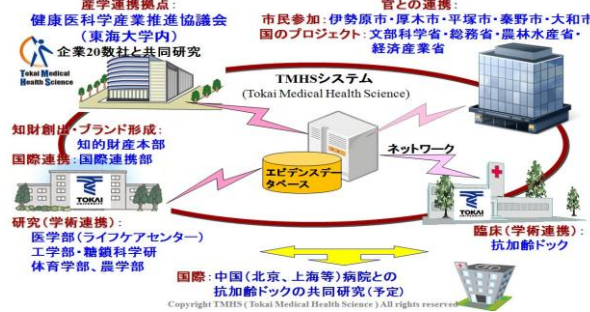 産学連携拠点:
健康医科学産業推進協議会
(東海大学内)
企業20数社と共同研究
Tokai Medical
Health Science
官との連携:
市民参加:伊勢原市・厚木市・平塚市・秦野市・大和市
国のプロジェクト:文部科学省・総務省・農林水産省・
経済産業省
TMHSシステム
(Tokai Medical Health Science)
知財創出・ブランド形成:
知的財産本部
国際連携:国際連携部
エビデンスデー
タベース
ネットワーク
TOKAI
UNIVERSITY
TOKAI
研究(学術連携):
医学部(ライフケアセンター)
工学部・糖鎖科学研
体育学部、農学部
臨床(学術連携):
抗加齢ドック
国際:中国(北京、上海等)病院との
抗加齢ドックの共同研究(予定)
Copyright TMHS ( Tokai Medical Health Science ) All rights reserved